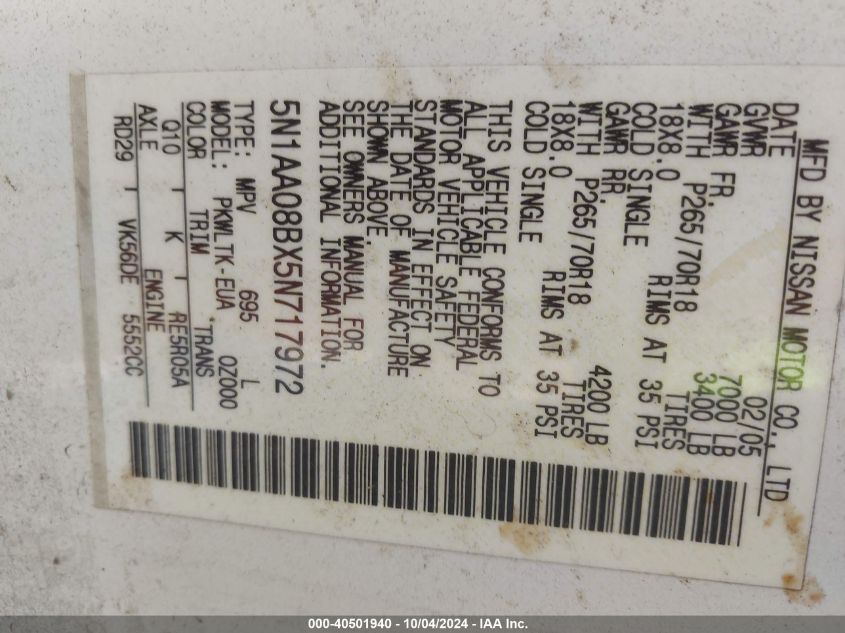 MFD BY NISSAN MOTOR CO., LTD
DATE 02/05
GVWR 7000 LB
GAWR FR. 3400 LB
WITH P265/70R18 TIRES
18X8.0 RIMS AT 35 PSI
COLD SINGLE
GAWR RR. 4200 LB
WITH P265/70R18 TIRES
18X8.0 RIMS AT 35 PSI
COLD SINGLE
THIS VEHICLE CONFORMS TO
ALL APPLICABLE FEDERAL
MOTOR VEHICLE SAFETY
STANDARDS IN EFFECT ON
THE DATE OF MANUFACTURE
SHOWN ABOVE.
SEE OWNERS MANUAL FOR
ADDITIONAL INFORMATION.
5N1AA08BX5N717972
TYPE: MPV 695 L
MODEL: PKWLTK-EUA OZ000
COLOR TRIM TRANS
Q10 K RE5R05A
AXLE ENGINE
RD29 VK56DE 5552CC
000-40501940 - 10/04/2024 - IAA Inc.